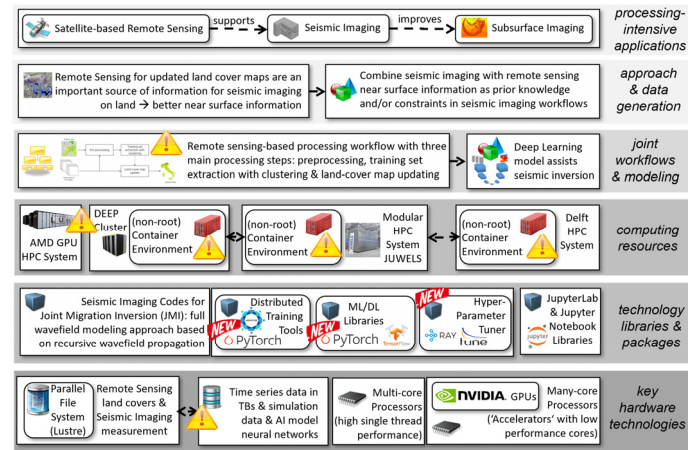 Satellite-based Remote Sensing
supports
Seismic Imaging
improves
Subsurface Imaging
processing-
intensive
applications
Remote Sensing for updated land cover maps are an
important source of information for seismic imaging
on land → better near surface information
Combine seismic imaging with remote sensing
near surface information as prior knowledge
and/or constraints in seismic imaging workflows
approach
& data
generation
Remote sensing-based processing workflow with three
main processing steps: preprocessing, training set
extraction with clustering & land-cover map updating
Deep Learning
model assists
seismic inversion
joint
workflows
& modeling
AMD GPU
HPC System
DEEP
Cluster
(non-root)
Container
Environment
(non-root)
Container
Environment
Modular
HPC
System
JUWELS
(non-root)
Container
Environment
Delft
HPC
System
computing
resources
Seismic Imaging Codes for
Joint Migration Inversion (JMI): full
wavefield modeling approach based
on recursive wavefield propagation
Distributed
Training
Tools
NEW
PyTorch
ML/DL
Libraries
NEW
PyTorch
TensorFlow
NEW
Hyper-
Parameter
Tuner
RAY
tune
JupyterLab
& Jupyter
Notebook
Libraries
jupyter
technology
libraries &
packages
Parallel
File
System
(Lustre)
Remote Sensing
land covers &
Seismic Imaging
measurement
Time series data in
TBs & simulation
data & AI model
neural networks
Multi-core
Processors
(high single thread
performance)
NVIDIA. GPUs
Many-core
Processors
('Accelerators' with low
performance cores)
key
hardware
technologies